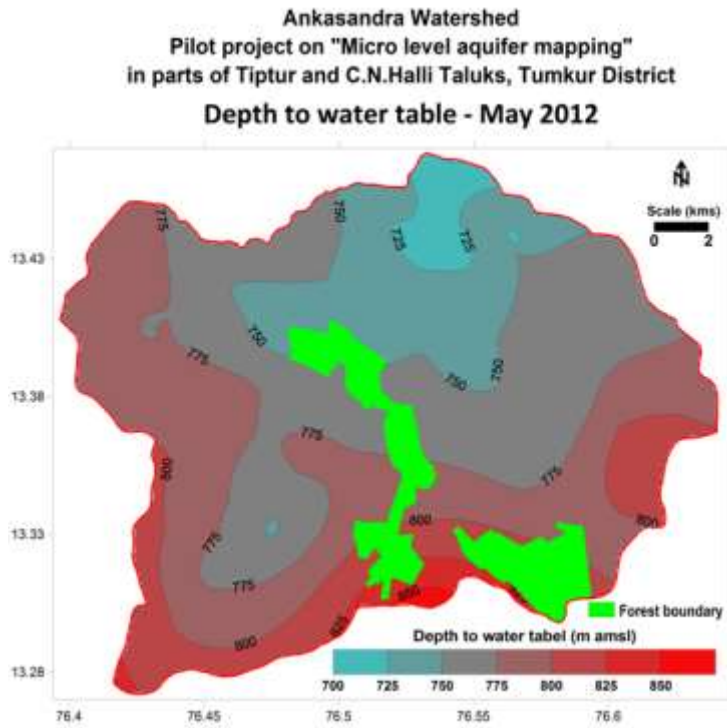 Ankasandra Watershed
Pilot project on "Micro level aquifer mapping"
in parts of Tiptur and C.N.Halli Taluks, Tumkur District
Depth to water table - May 2012
N
Scale (kms)
0 2
13.43
13.38
13.33
13.28
775
750
725
725
750
775
750
750
775
775
800
775
800
800
775
800
825
850
Forest boundary
Depth to water tabel (m amsl)
700 725 750 775 800 825 850
76.4 76.45 76.5 76.55 76.6